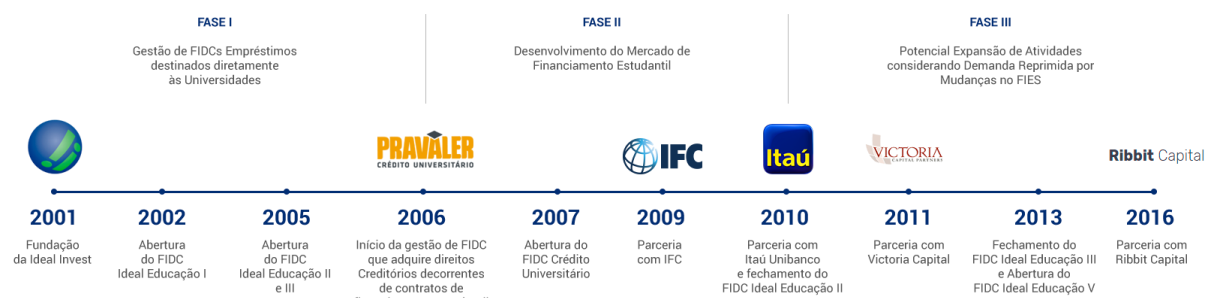 FASE I
Gestão de FIDCs Empréstimos
destinados diretamente
às Universidades
FASE II
Desenvolvimento do Mercado de
Financiamento Estudantil
FASE III
Potencial Expansão de Atividades
considerando Demanda Reprimida por
Mudanças no FIES
PRAVALER
CRÉDITO UNIVERSITÁRIO
IFC
Itaú
VICTORIA
CAPITAL PARTNERS
Ribbit Capital
2001
Fundação
da Ideal Invest
2002
Abertura
do FIDC
Ideal Educação I
2005
Abertura
do FIDC
Ideal Educação II
e III
2006
Início da gestão de FIDC
que adquire direitos
Creditórios decorrentes
de contratos de
2007
Abertura do
FIDC Crédito
Universitário
2009
Parceria
com IFC
2010
Parceria com
Itaú Unibanco
e fechamento do
FIDC Ideal Educação II
2011
Parceria com
Victoria Capital
2013
Fechamento do
FIDC Ideal Educação III
e Abertura do
FIDC Ideal Educação V
2016
Parceria com
Ribbit Capital